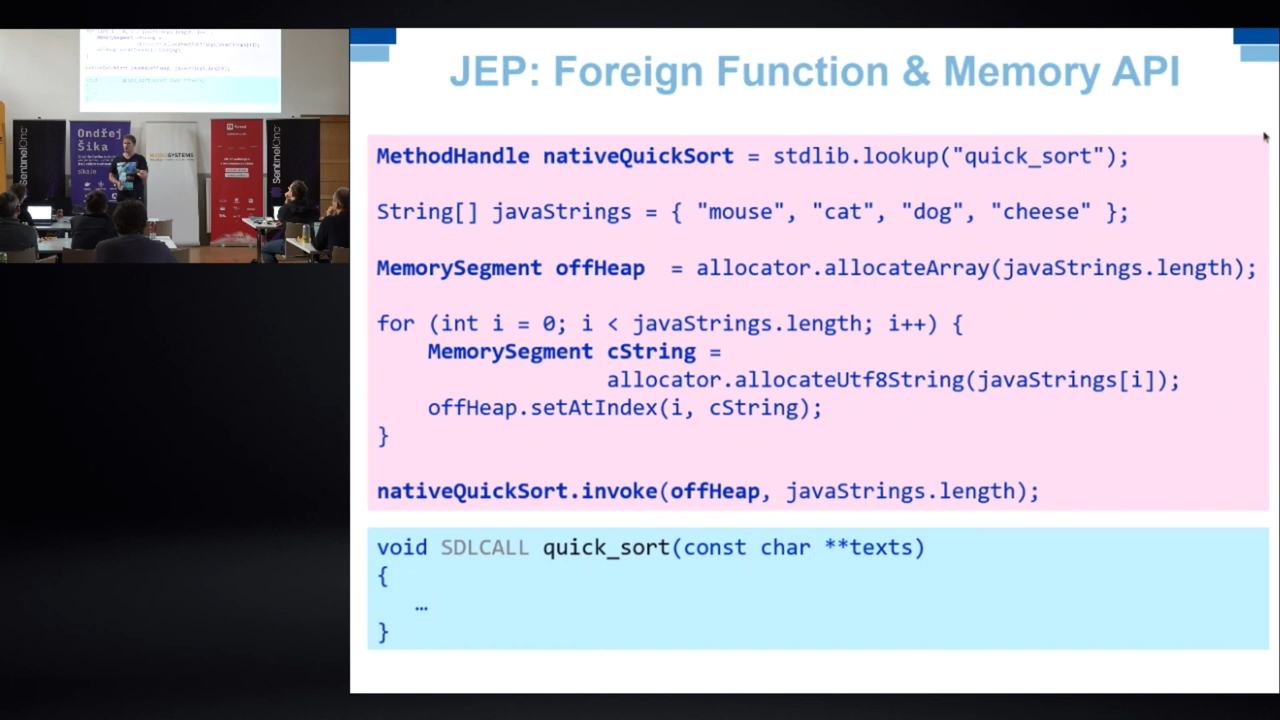 JEP: Foreign Function & Memory API
MethodHandle nativeQuickSort = stdlib.lookup("quick_sort");
String[] javaStrings = { "mouse", "cat", "dog", "cheese" };
MemorySegment offHeap = allocator.allocateArray(javaStrings.length);
for (int i = 0; i < javaStrings.length; i++) {
MemorySegment cString =
allocator.allocateUtf8String(javaStrings[i]);
offHeap.setAtIndex(i, cString);
}
nativeQuickSort.invoke(offHeap, javaStrings.length);
void SDLCALL quick_sort(const char **texts)
{
…
}
Ondřej
Šika
SentinelOne
SentinelOne